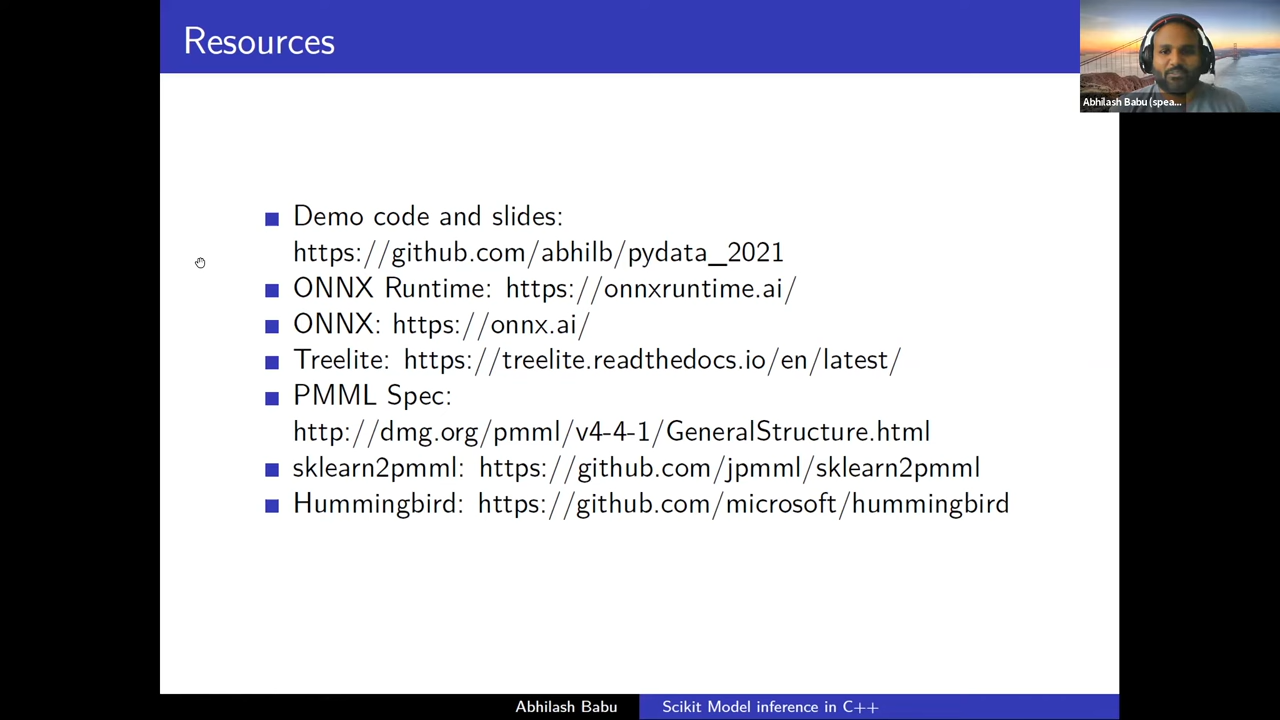 Resources
Abhilash Babu (spea...
Demo code and slides:
https://github.com/abhilb/pydata_2021
ONNX Runtime: https://onnxruntime.ai/
ONNX: https://onnx.ai/
Treelite: https://treelite.readthedocs.io/en/latest/
PMML Spec:
http://dmg.org/pmml/v4-4-1/GeneralStructure.html
sklearn2pmml: https://github.com/jpmml/sklearn2pmml
Hummingbird: https://github.com/microsoft/hummingbird
Abhilash Babu
Scikit Model inference in C++